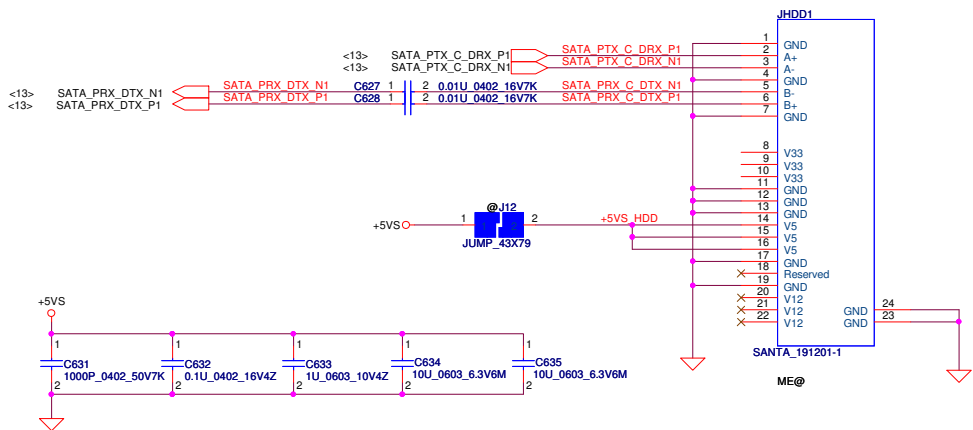 JHDD1
1 GND
<13> SATA_PTX_C_DRX_P1 SATA_PTX_C_DRX_P1 2 A+
<13> SATA_PTX_C_DRX_N1 SATA_PTX_C_DRX_N1 3 A-
4 GND
<13> SATA_PRX_DTX_N1 SATA_PRX_DTX_N1 C627 1 2 0.01U_0402_16V7K SATA_PRX_C_DTX_N1 5 B-
<13> SATA_PRX_DTX_P1 SATA_PRX_DTX_P1 C628 1 2 0.01U_0402_16V7K SATA_PRX_C_DTX_P1 6 B+
7 GND
8 V33
9 V33
10 V33
11 GND
12 GND
@J12 13 GND
+5VS 1 1 2 2 +5VS_HDD 14 V5
15 V5
JUMP_43X79 16 V5
17 GND
18 Reserved
19 GND
20 V12
21 V12 GND 24
22 V12 GND 23
SANTA_191201-1
ME@
+5VS
1 1 1 1 1
C631 C632 C633 C634 C635
1000P_0402_50V7K 0.1U_0402_16V4Z 1U_0603_10V4Z 10U_0603_6.3V6M 10U_0603_6.3V6M
2 2 2 2 2